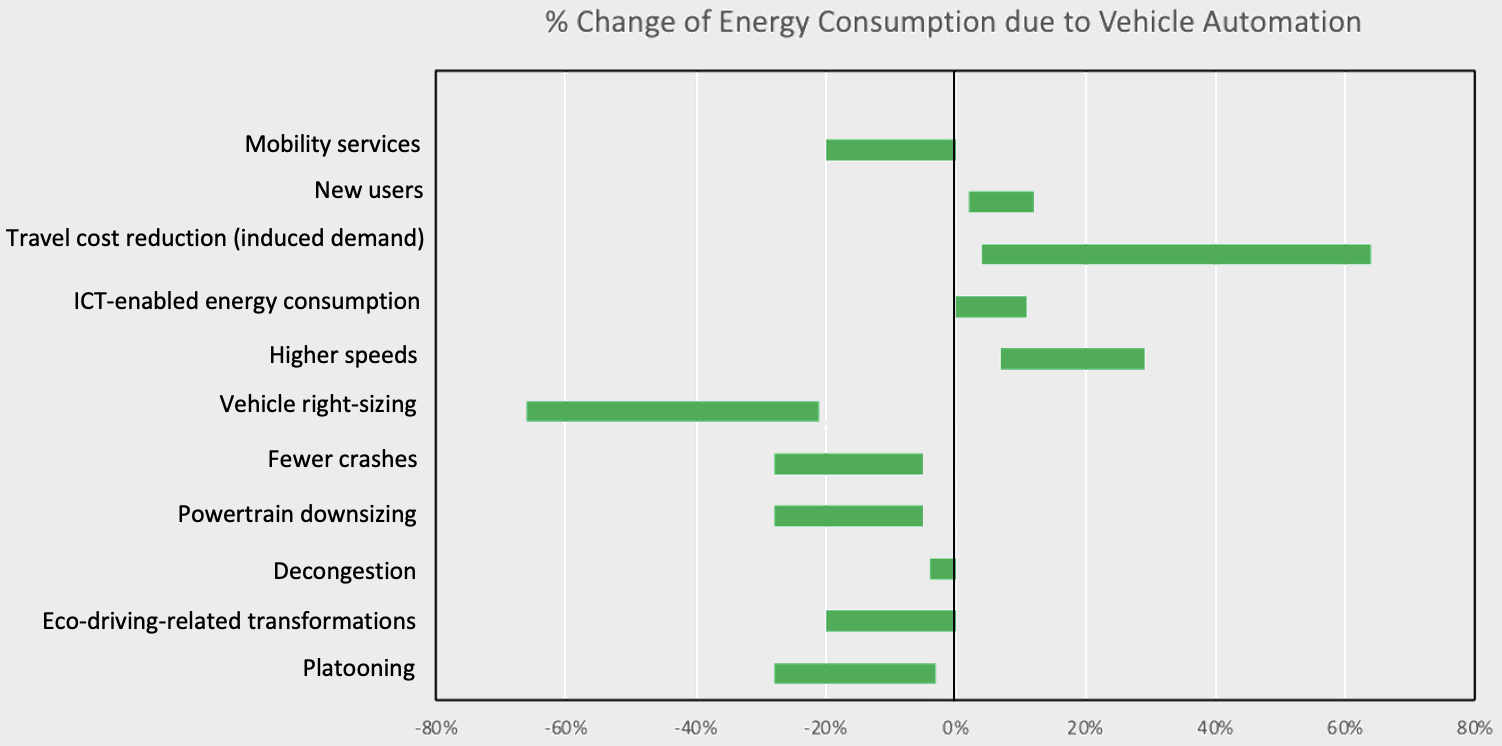 % Change of Energy Consumption due to Vehicle Automation
Mobility services
New users
Travel cost reduction (induced demand)
ICT-enabled energy consumption
Higher speeds
Vehicle right-sizing
Fewer crashes
Powertrain downsizing
Decongestion
Eco-driving-related transformations
Platooning
-80% -60% -40% -20% 0% 20% 40% 60% 80%